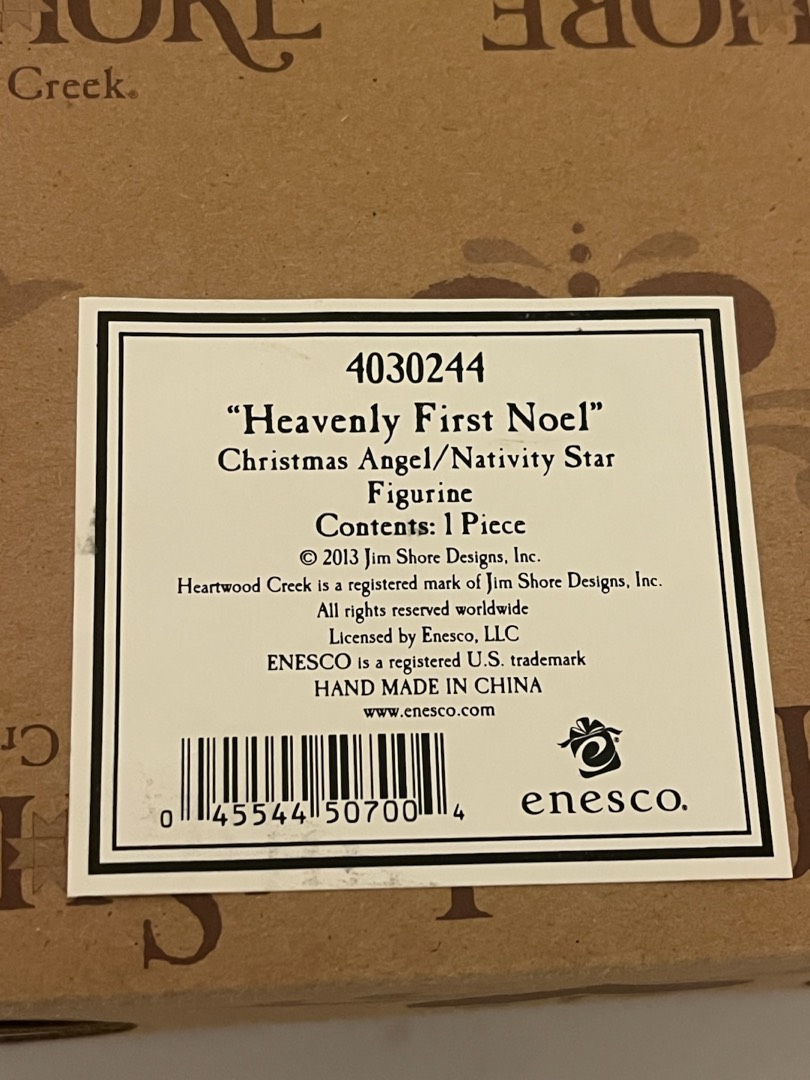 Creek.
4030244
"Heavenly First Noel"
Christmas Angel/Nativity Star
Figurine
Contents: 1 Piece
© 2013 Jim Shore Designs, Inc.
Heartwood Creek is a registered mark of Jim Shore Designs, Inc.
All rights reserved worldwide
Licensed by Enesco, LLC
ENESCO is a registered U.S. trademark
HAND MADE IN CHINA
www.enesco.com
0 45544 50700 4
enesco.